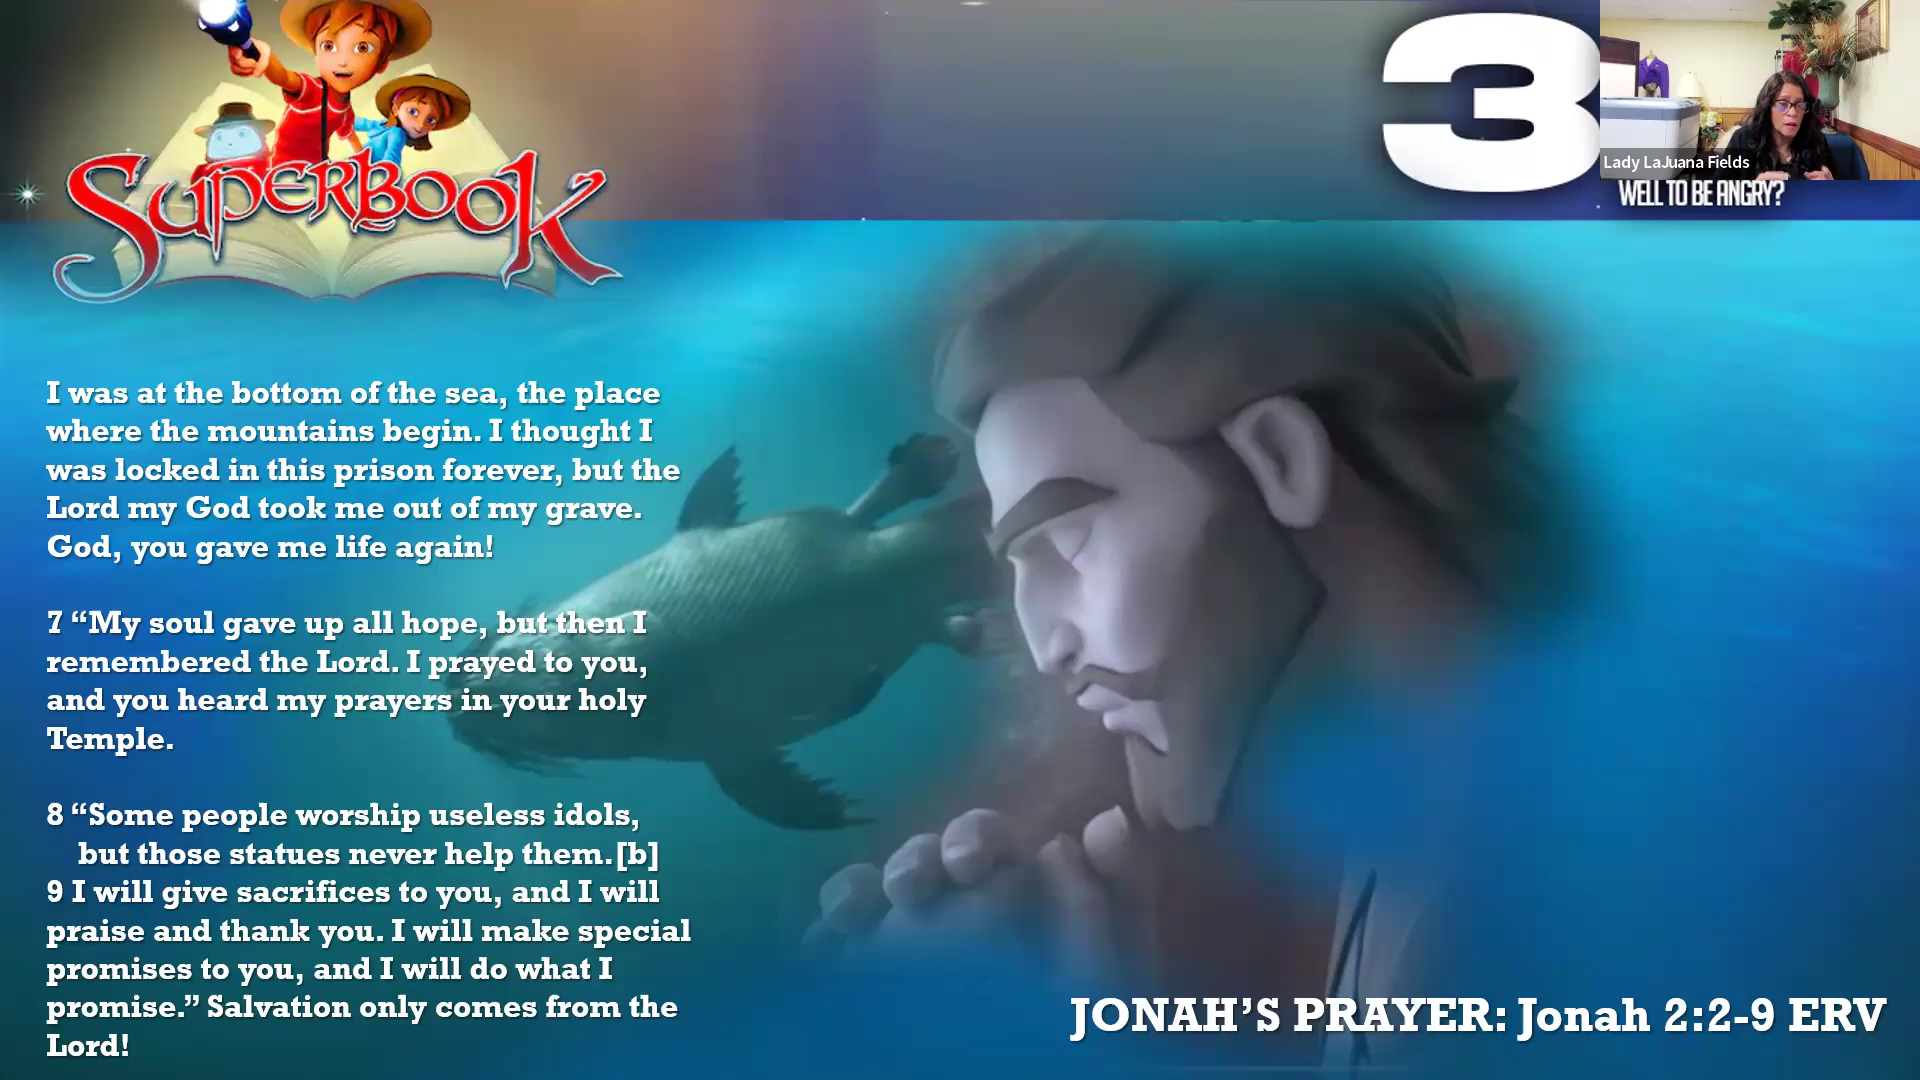 SUPERBOOK
3
Lady LaJuana Fields
WELL TO BE ANGRY?
I was at the bottom of the sea, the place
where the mountains begin. I thought I
was locked in this prison forever, but the
Lord my God took me out of my grave.
God, you gave me life again!
7 “My soul gave up all hope, but then I
remembered the Lord. I prayed to you,
and you heard my prayers in your holy
Temple.
8 “Some people worship useless idols,
but those statues never help them.[b]
9 I will give sacrifices to you, and I will
praise and thank you. I will make special
promises to you, and I will do what I
promise.” Salvation only comes from the
Lord!
JONAH’S PRAYER: Jonah 2:2-9 ERV